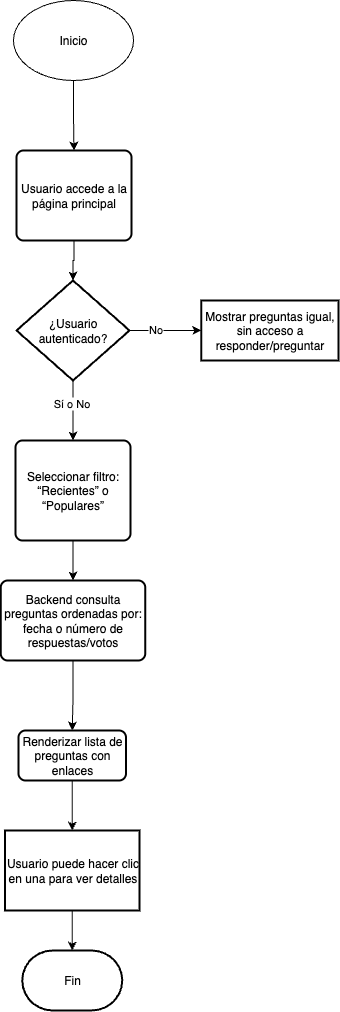 Inicio
Usuario accede a la
página principal
¿Usuario
autenticado?
No
Mostrar preguntas igual,
sin acceso a
responder/preguntar
Sí o No
Seleccionar filtro:
“Recientes” o
“Populares”
Backend consulta
preguntas ordenadas por:
fecha o número de
respuestas/votos
Renderizar lista de
preguntas con
enlaces
Usuario puede hacer clic
en una para ver detalles
Fin